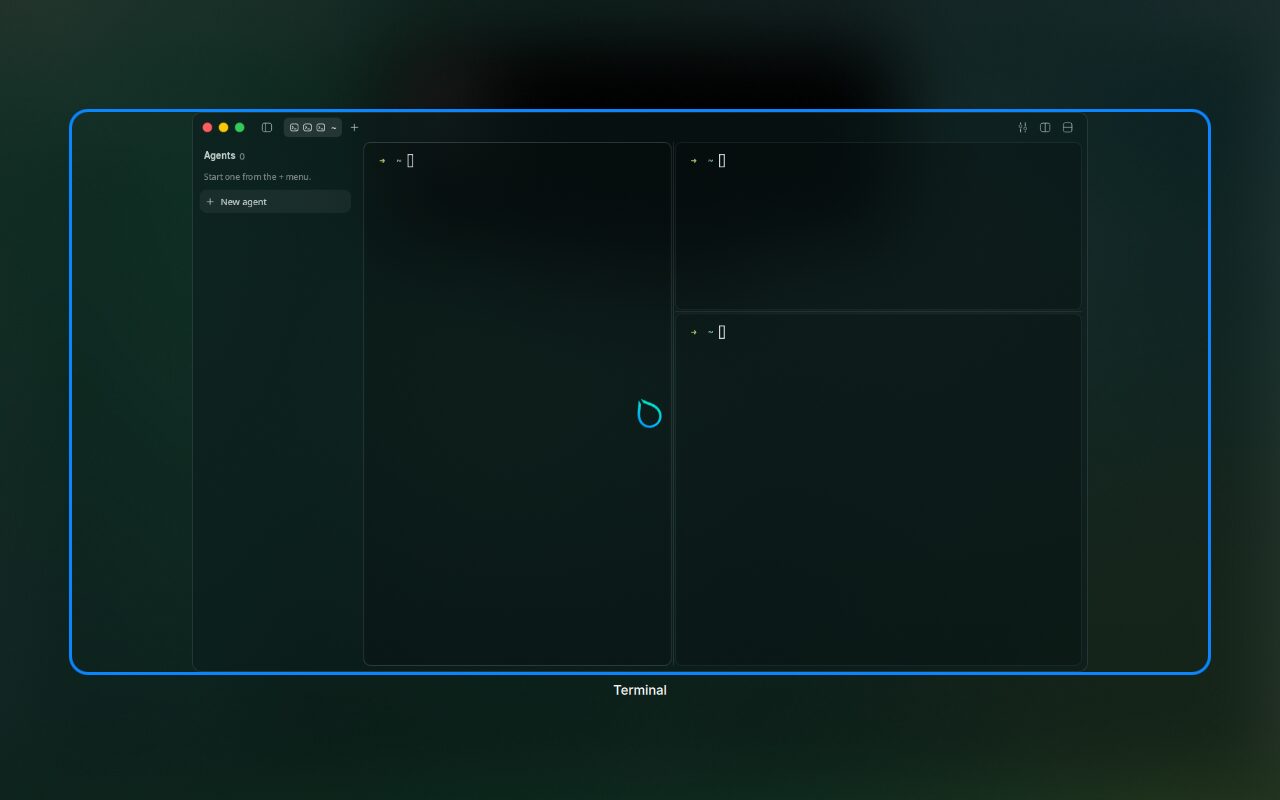 ~
Agents 0
Start one from the + menu.
+ New agent
➜ ~
➜ ~
➜ ~
Terminal